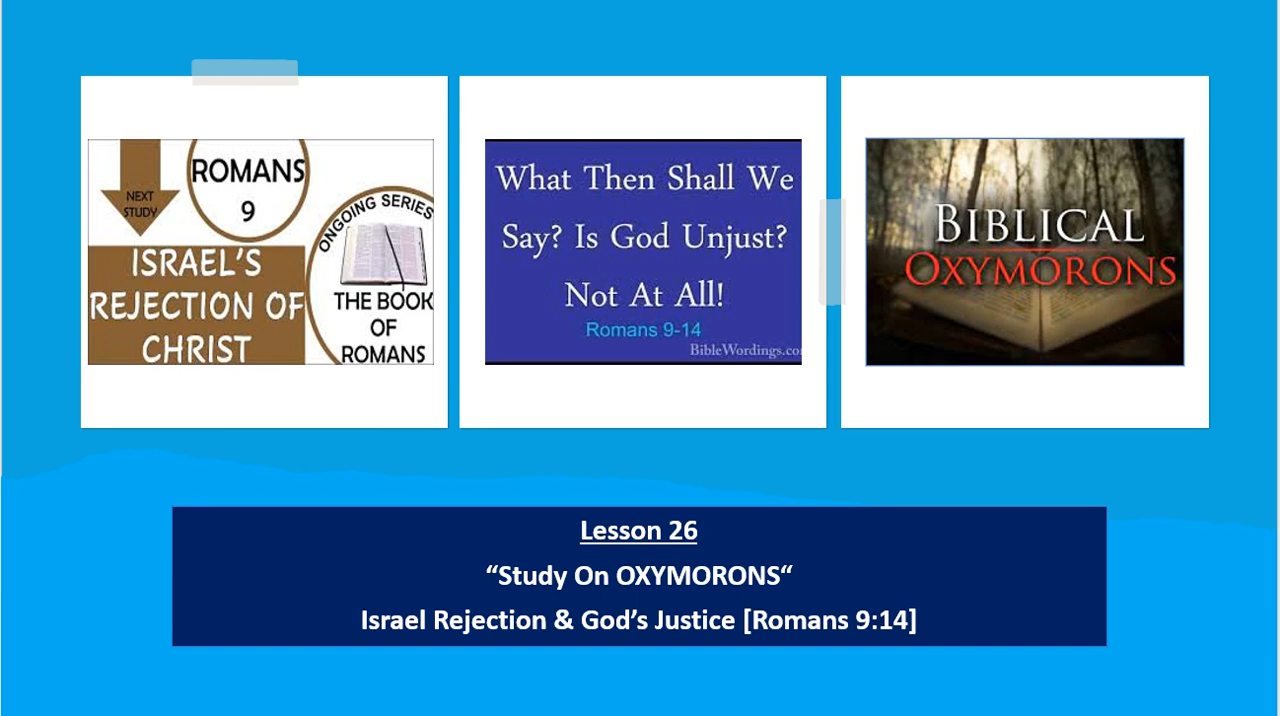 NEXT
STUDY
ROMANS
9
ONGOING SERIES
ISRAEL'S
REJECTION OF
CHRIST
THE BOOK
OF
ROMANS
What Then Shall We
Say? Is God Unjust?
Not At All!
Romans 9-14
BibleWordings.co
BIBLICAL
OXYMORONS
Lesson 26
“Study On OXYMORONS“
Israel Rejection & God’s Justice [Romans 9:14]